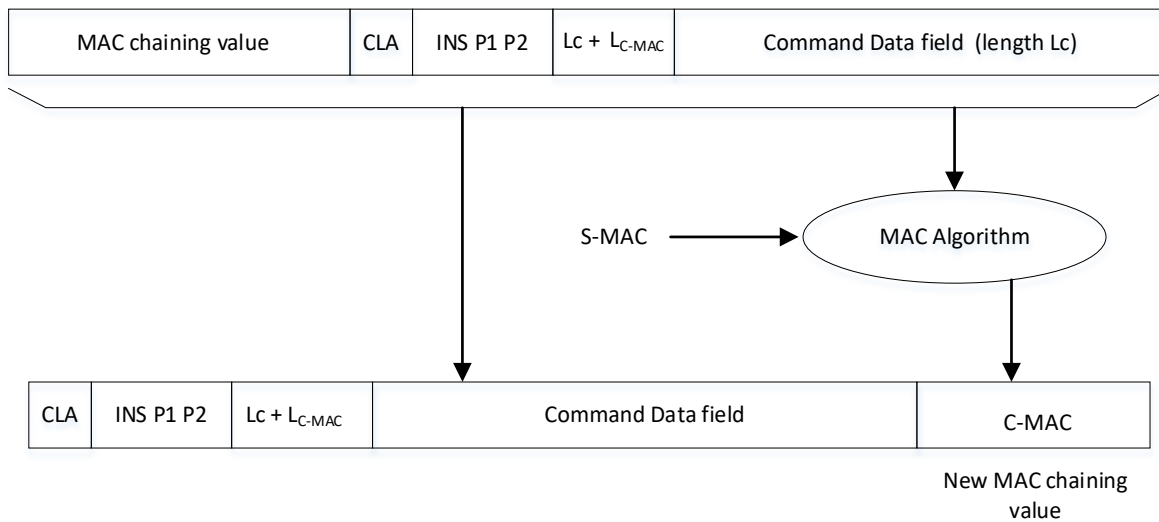 MAC chaining value CLA INS P1 P2 Lc + LC-MAC Command Data field (length Lc)
S-MAC MAC Algorithm
CLA INS P1 P2 Lc + LC-MAC Command Data field C-MAC
New MAC chaining
value